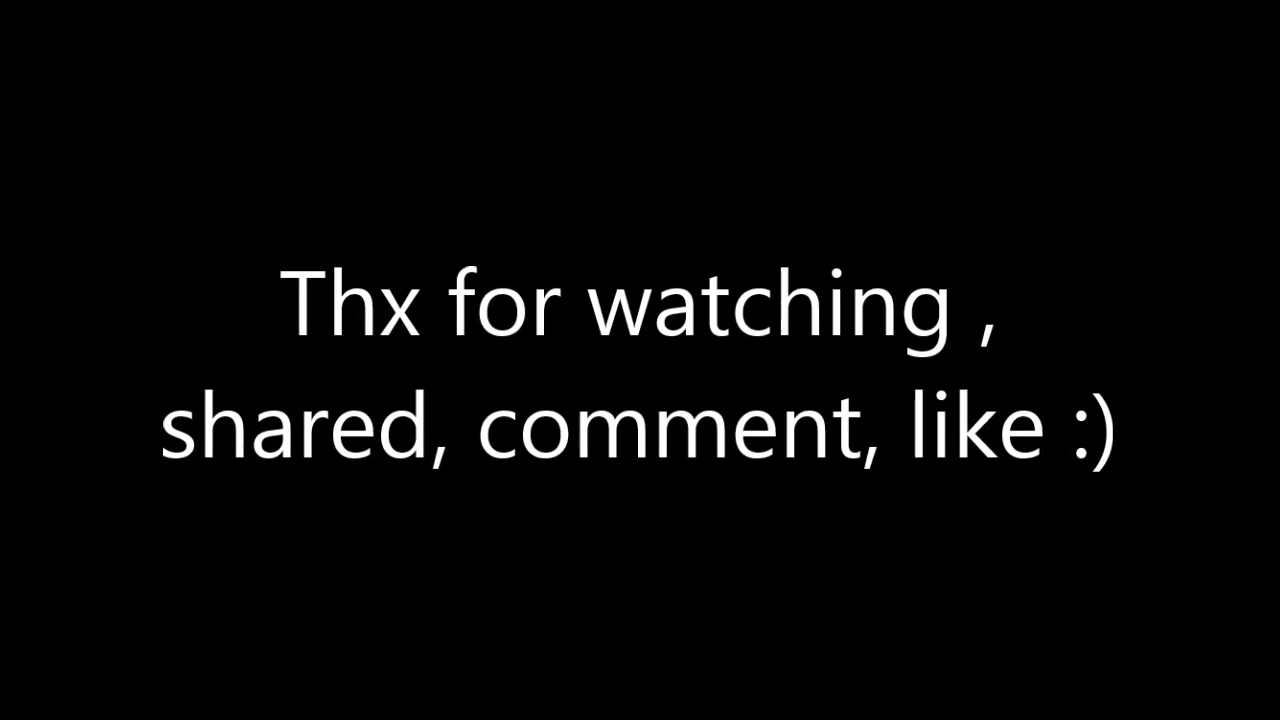 Thx for watching ,
shared, comment, like :)